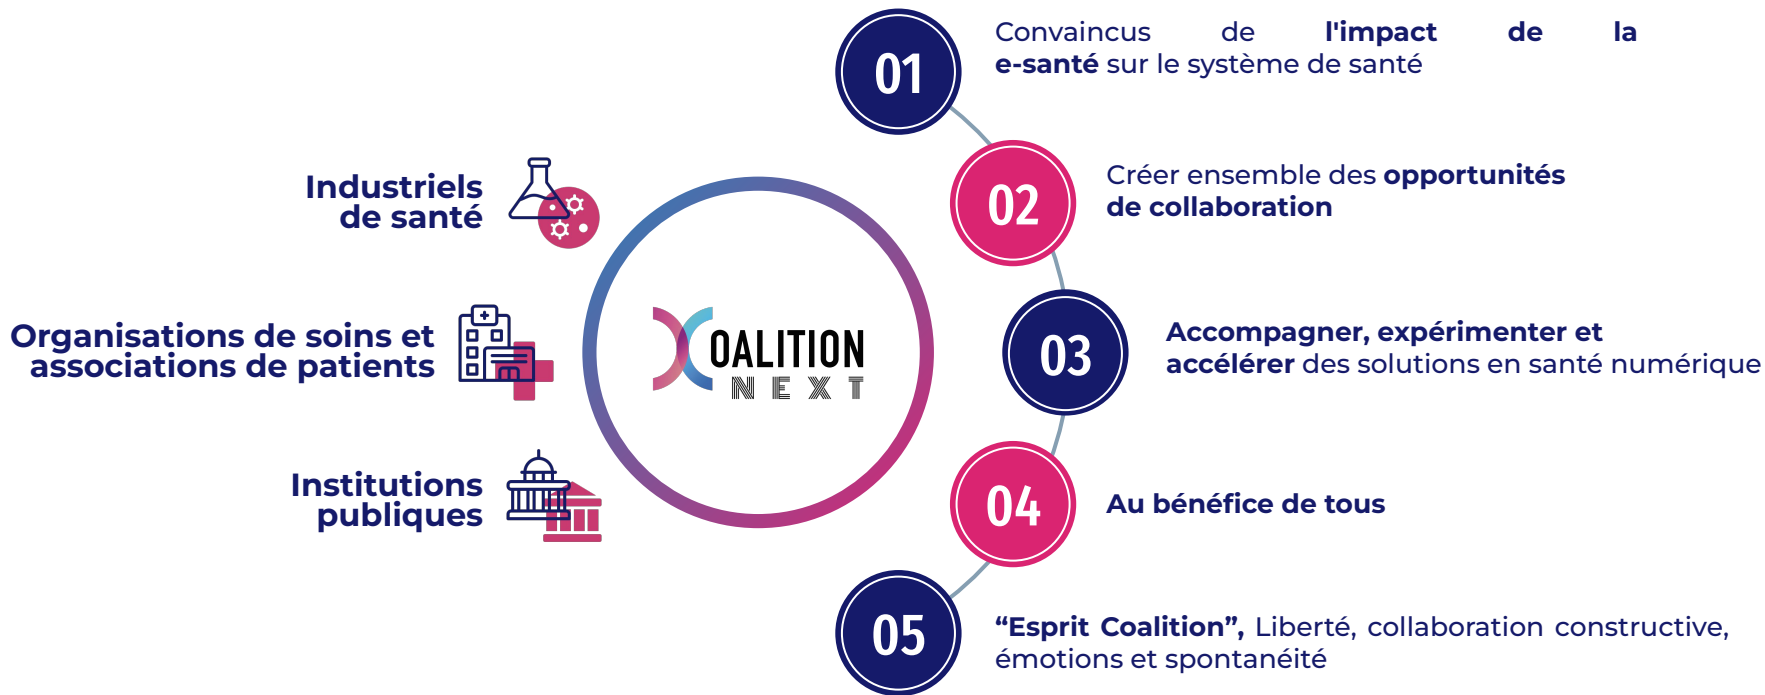 Industriels
de santé
Organisations de soins et
associations de patients
Institutions
publiques
COALITION
NEXT
01
Convaincus de l'impact de la
e-santé sur le système de santé
02
Créer ensemble des opportunités
de collaboration
03
Accompagner, expérimenter et
accélérer des solutions en santé numérique
04
Au bénéfice de tous
05
“Esprit Coalition”, Liberté, collaboration constructive,
émotions et spontanéité